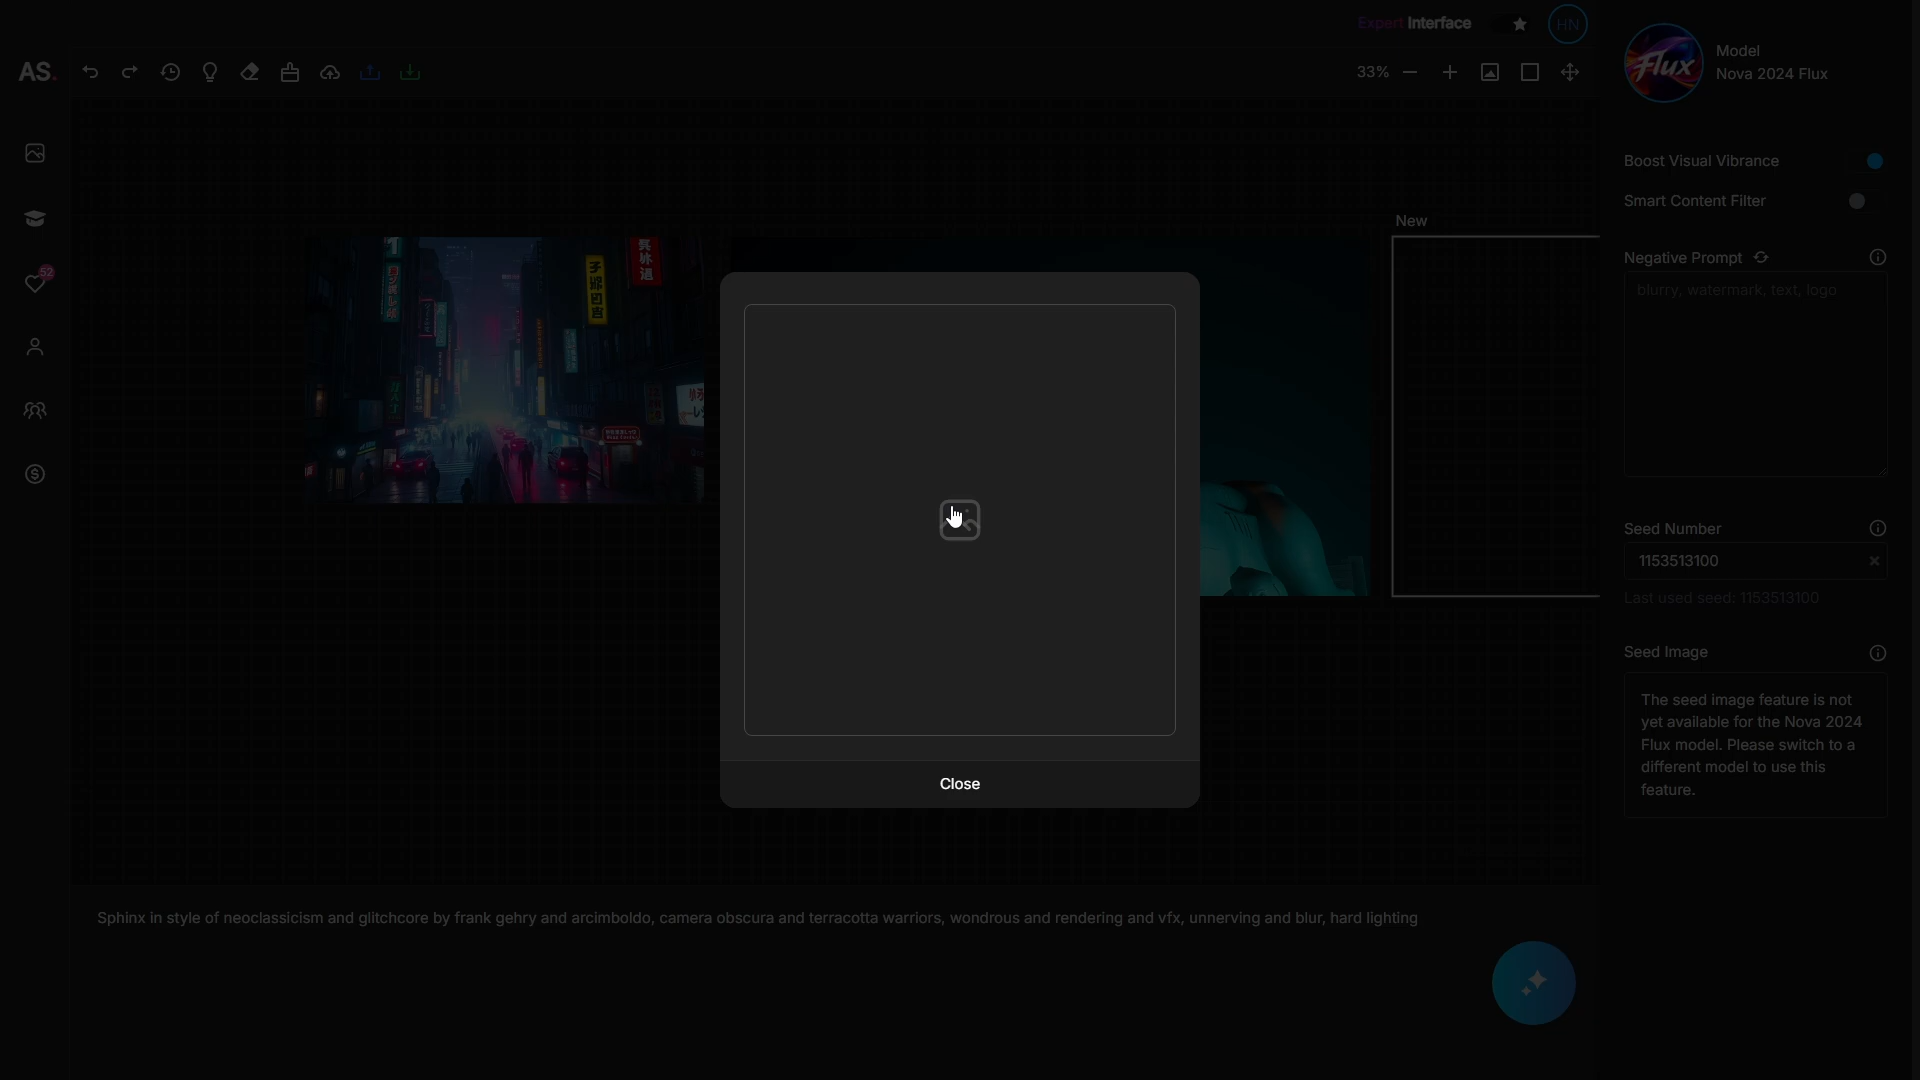 Expert Interface
HN
AS.
33%
Flux
Model
Nova 2024 Flux
Boost Visual Vibrance
Smart Content Filter
New
52
Negative Prompt
blurry, watermark, text, logo
Seed Number
1153513100
Last used seed: 1153513100
Seed Image
The seed image feature is not
yet available for the Nova 2024
Flux model. Please switch to a
different model to use this
feature.
Close
Sphinx in style of neoclassicism and glitchcore by frank gehry and arcimboldo, camera obscura and terracotta warriors, wondrous and rendering and vfx, unnerving and blur, hard lighting